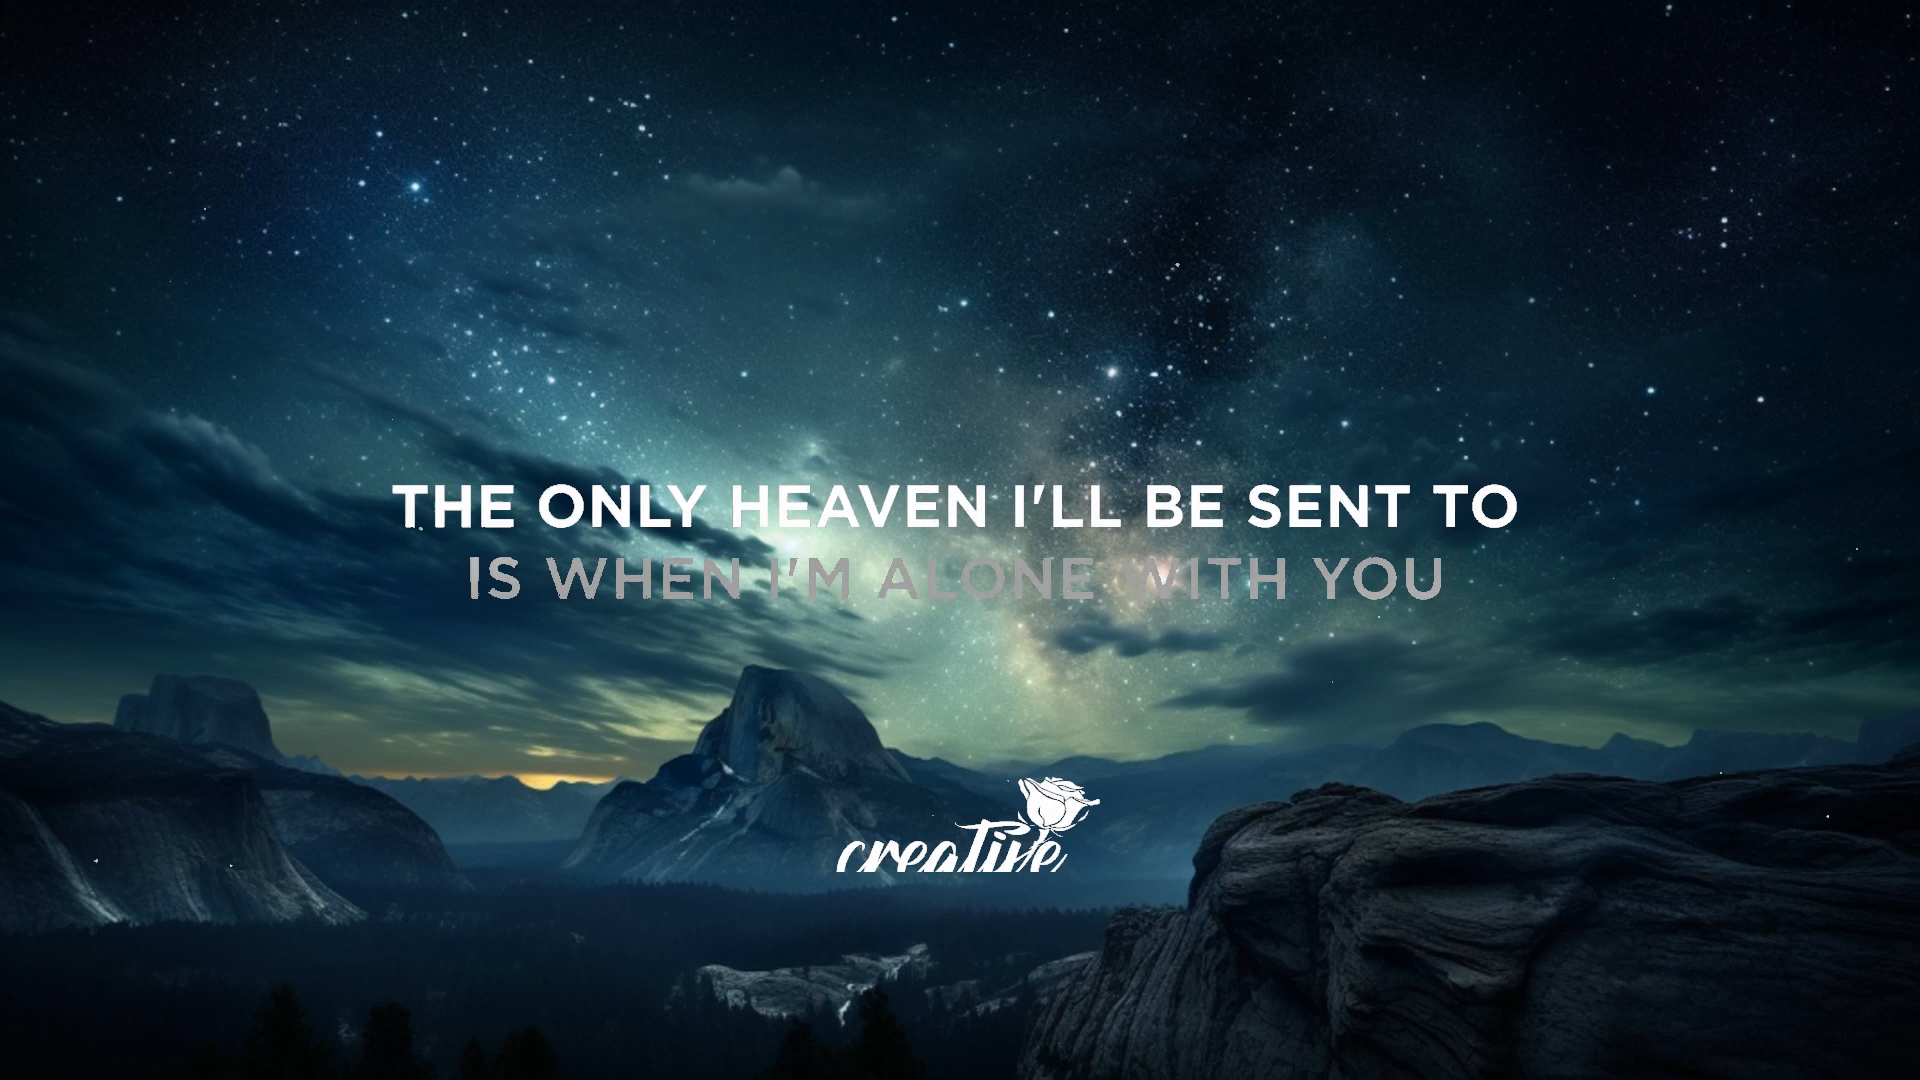 THE ONLY HEAVEN I'LL BE SENT TO
IS WHEN I'M ALONE WITH YOU
creative